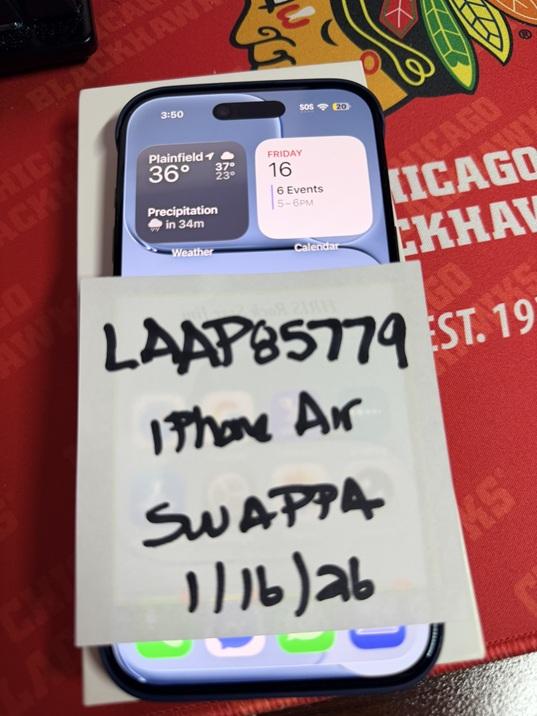 BLACKHAWKS
CHICAGO
3:50
SOS
20
Plainfield
36°
37°
23°
Precipitation
in 34m
Weather
FRIDAY
16
6 Events
5–6PM
Calendar
CHICAGO
EST. 19
LAAP85779
iPhone Air
SWAPPA
1/16/26